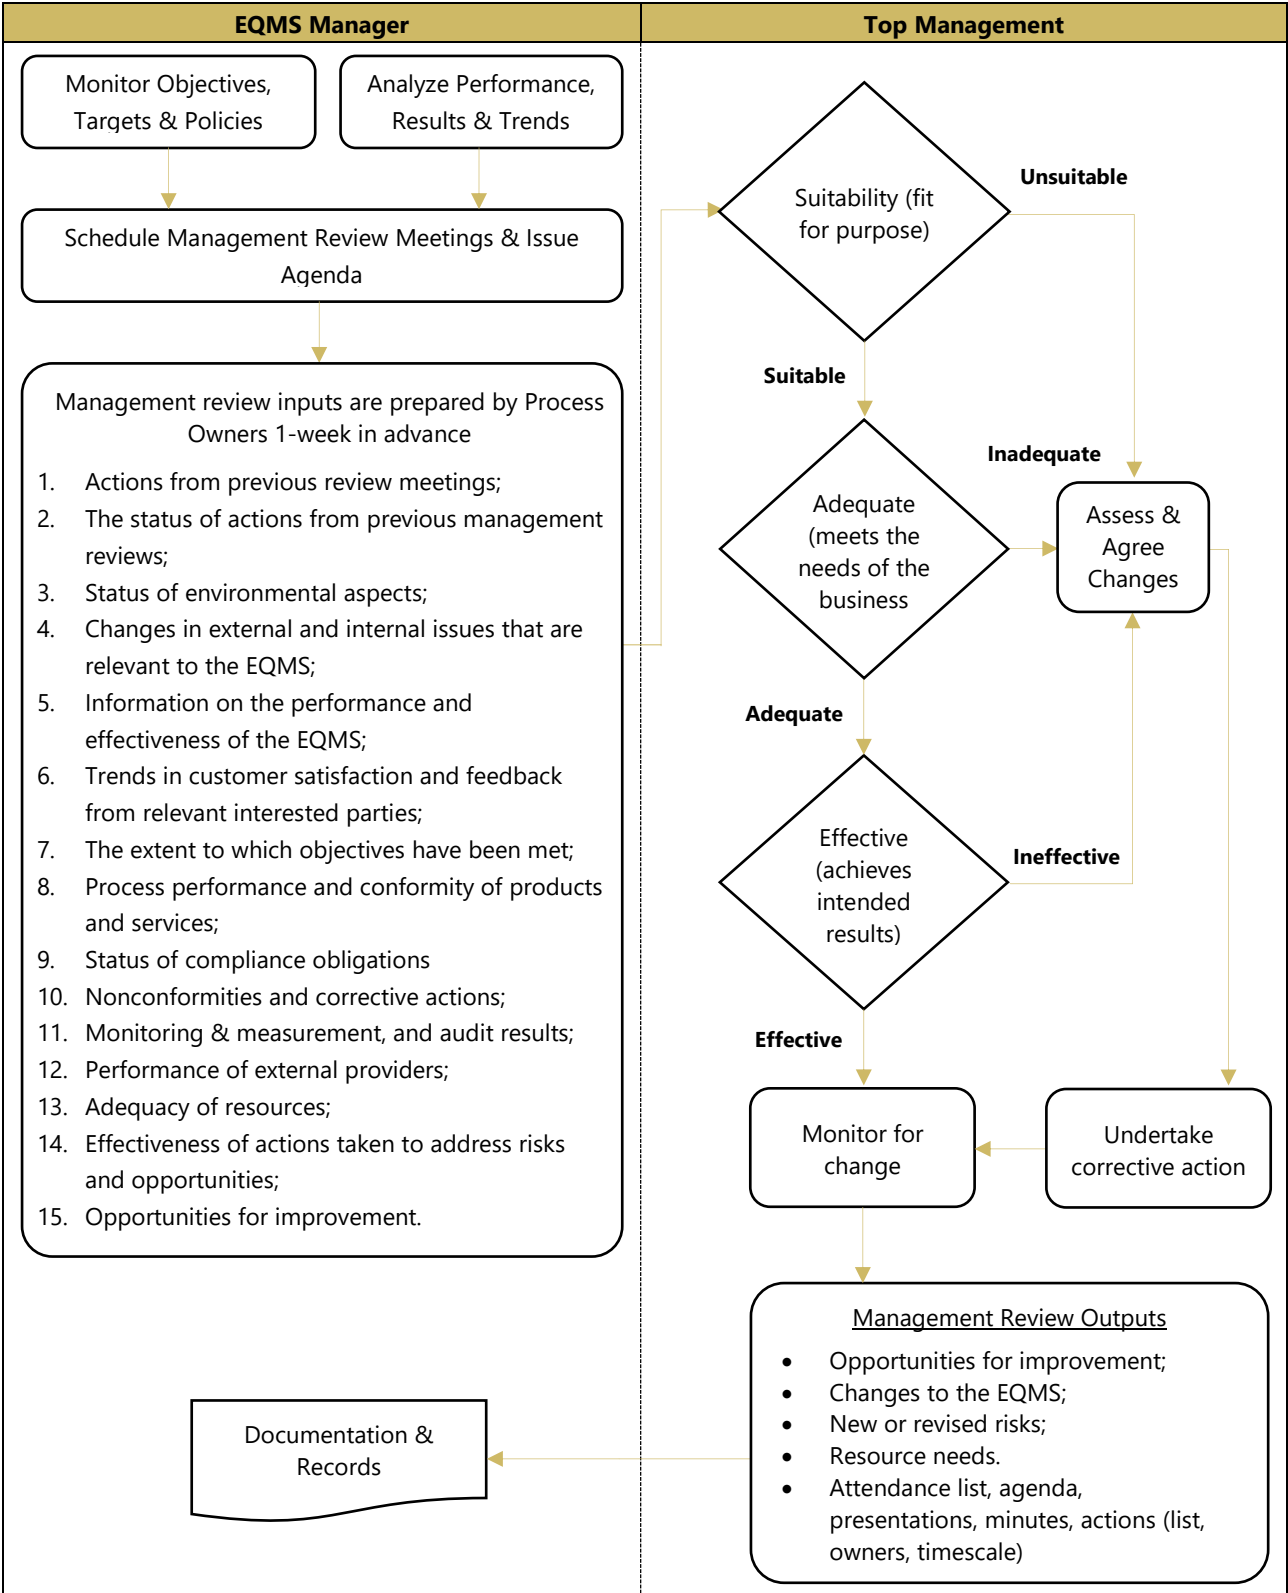 EQMS Manager
Top Management
Monitor Objectives,
Targets & Policies
Analyze Performance,
Results & Trends
Schedule Management Review Meetings & Issue
Agenda
Management review inputs are prepared by Process
Owners 1-week in advance
1. Actions from previous review meetings;
2. The status of actions from previous management
reviews;
3. Status of environmental aspects;
4. Changes in external and internal issues that are
relevant to the EQMS;
5. Information on the performance and
effectiveness of the EQMS;
6. Trends in customer satisfaction and feedback
from relevant interested parties;
7. The extent to which objectives have been met;
8. Process performance and conformity of products
and services;
9. Status of compliance obligations
10. Nonconformities and corrective actions;
11. Monitoring & measurement, and audit results;
12. Performance of external providers;
13. Adequacy of resources;
14. Effectiveness of actions taken to address risks
and opportunities;
15. Opportunities for improvement.
Documentation &
Records
Suitability (fit
for purpose)
Unsuitable
Suitable
Adequate
(meets the
needs of the
business
Inadequate
Assess &
Agree
Changes
Adequate
Effective
(achieves
intended
results)
Ineffective
Effective
Monitor for
change
Undertake
corrective action
Management Review Outputs
• Opportunities for improvement;
• Changes to the EQMS;
• New or revised risks;
• Resource needs.
• Attendance list, agenda,
presentations, minutes, actions (list,
owners, timescale)